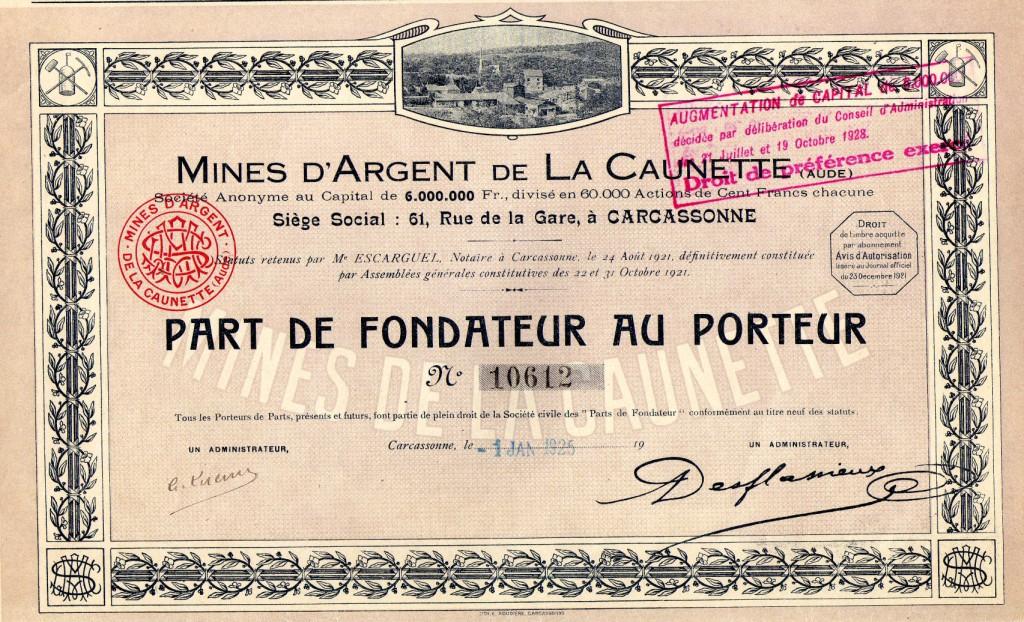 AUGMENTATION de CAPITAL de
décidée par délibération du Conseil d'Administration
21 Juillet et 19 Octobre 1928.
Droit de préférence
MINES D'ARGENT DE LA CAUNETTE (AUDE)
Société Anonyme au Capital de 6.000.000 Fr., divisé en 60.000 Actions de Cent Francs chacune
Siège Social : 61, Rue de la Gare, à CARCASSONNE
MINES D'ARGENT
DE LA CAUNETTE (AUDE)
Statuts retenus par Me ESCARGUEL, Notaire à Carcassonne, le 24 Août 1921, définitivement constituée
par Assemblées générales constitutives des 22 et 31 Octobre 1921.
DROIT
de timbre acquitté
par abonnement
Avis d'Autorisation
inséré au Journal officiel
du 23 Decembre 1921
PART DE FONDATEUR AU PORTEUR
MINES DE LA CAUNETTE
No 10612
Tous les Porteurs de Parts, présents et futurs, font partie de plein droit de la Société civile des " Parts de Fondateur " conformément au titre neuf des statuts.
UN ADMINISTRATEUR,
Carcassonne, le - 1 JAN 1925 19
UN ADMINISTRATEUR,